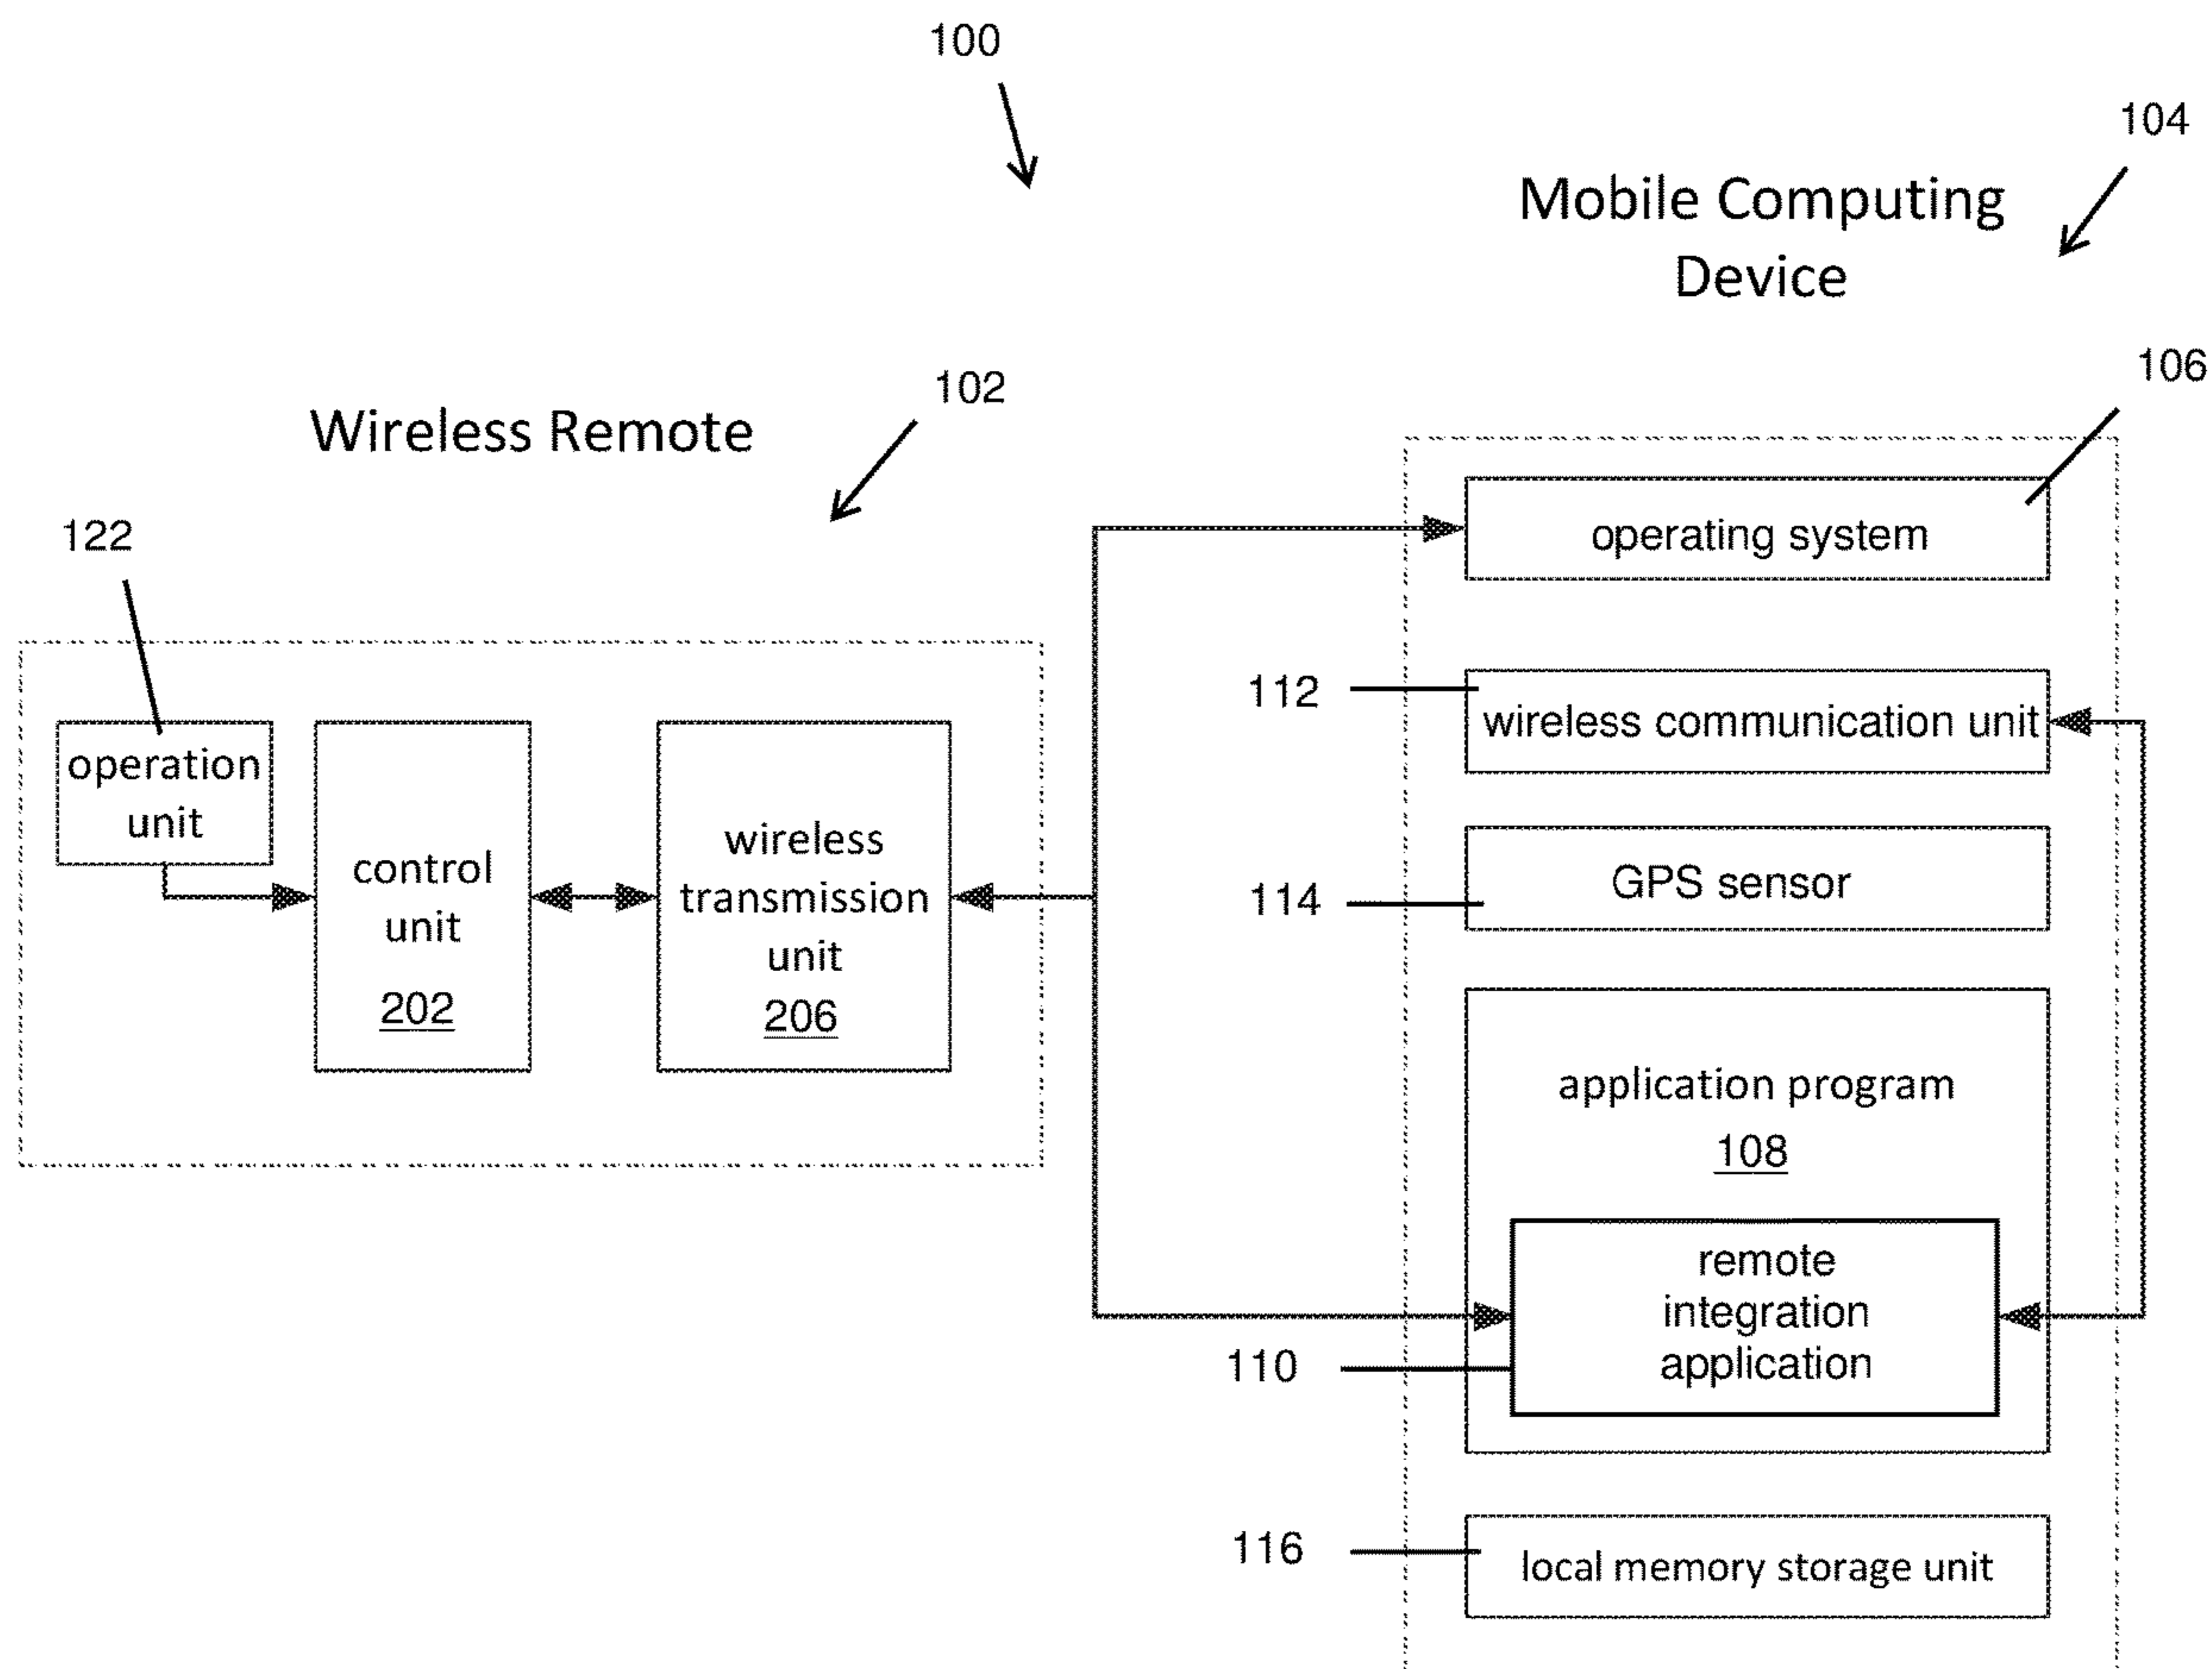 100
104
Mobile Computing
Device
106
102
Wireless Remote
122
operation
unit
control
unit
202
wireless
transmission
unit
206
operating system
112
wireless communication unit
114
GPS sensor
application program
108
remote
integration
application
110
116
local memory storage unit